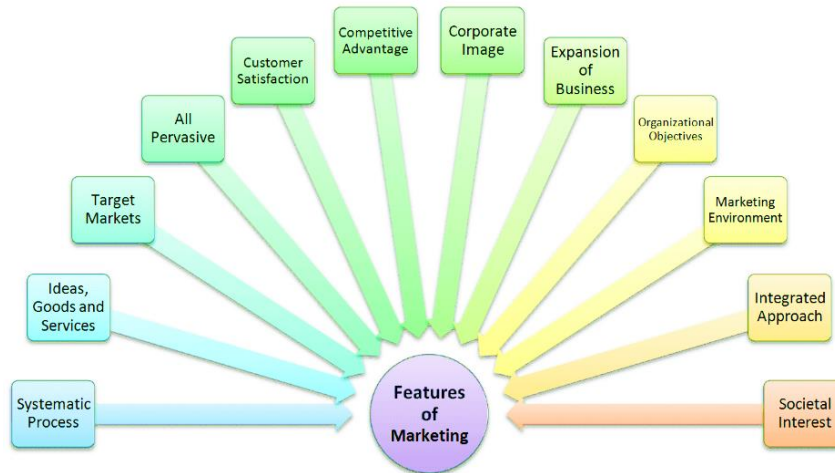 Systematic
Process
Ideas,
Goods and
Services
Target
Markets
All
Pervasive
Customer
Satisfaction
Competitive
Advantage
Corporate
Image
Expansion
of
Business
Organizational
Objectives
Marketing
Environment
Integrated
Approach
Societal
Interest
Features
of
Marketing